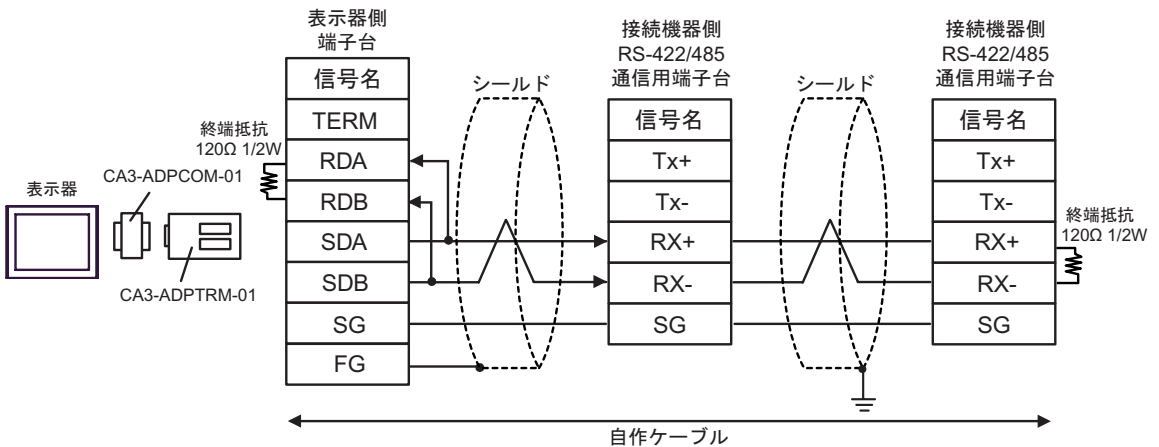 表示器
CA3-ADPCOM-01
CA3-ADPTRM-01
終端抵抗
120Ω 1/2W
表示器側
端子台
信号名
TERM
RDA
RDB
SDA
SDB
SG
FG
シールド
接続機器側
RS-422/485
通信用端子台
信号名
Tx+
Tx-
RX+
RX-
SG
シールド
接続機器側
RS-422/485
通信用端子台
信号名
Tx+
Tx-
RX+
RX-
SG
終端抵抗
120Ω 1/2W
自作ケーブル